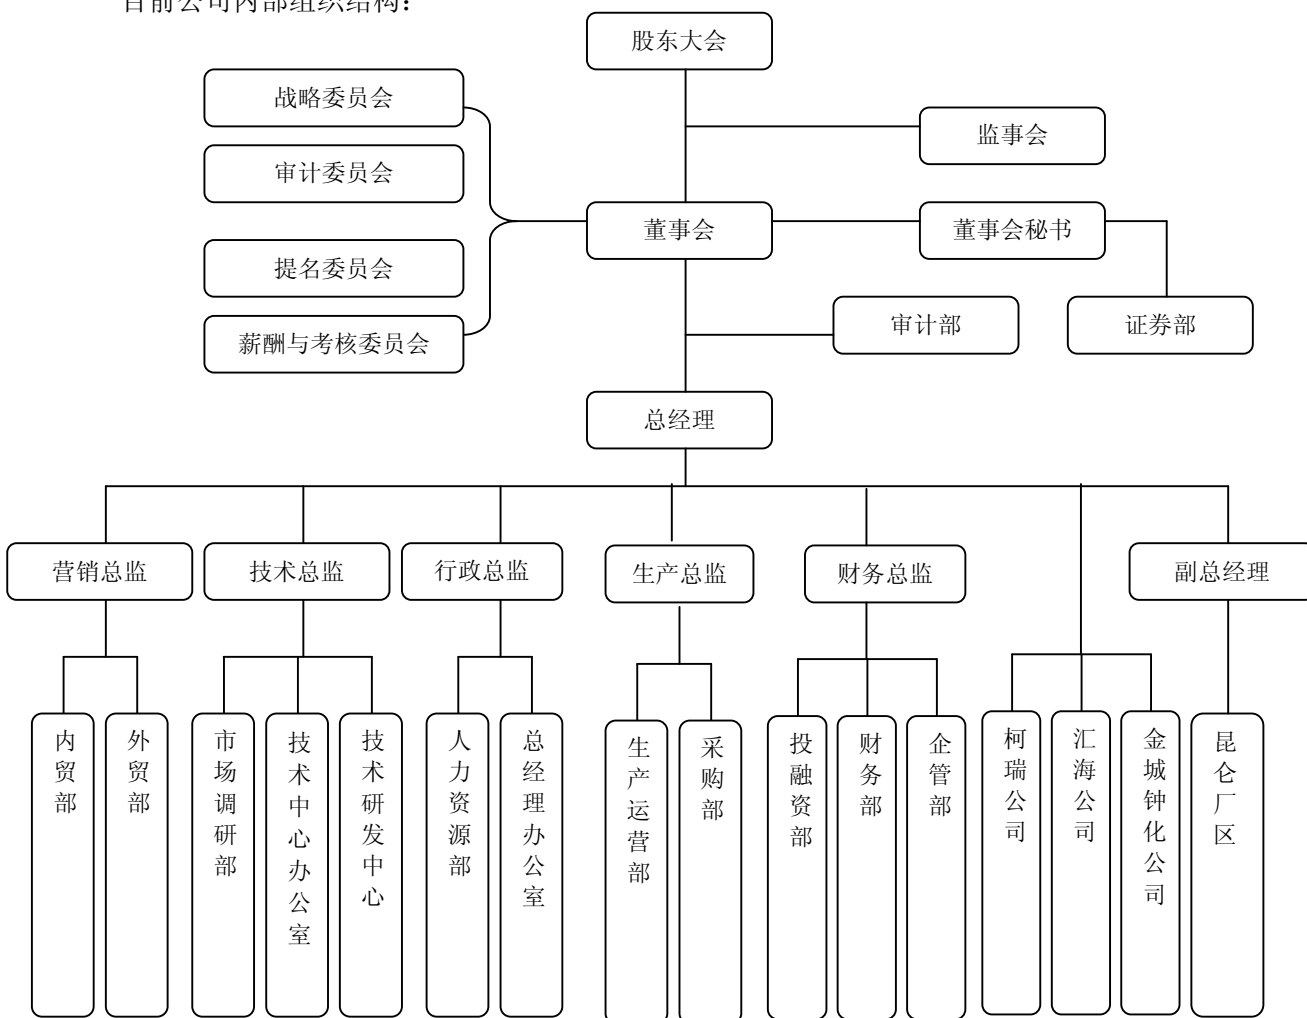 目前公司内部组织结构：
股东大会
战略委员会
监事会
审计委员会
董事会
董事会秘书
提名委员会
审计部
证券部
薪酬与考核委员会
总经理
营销总监
技术总监
行政总监
生产总监
财务总监
副总经理
内贸部
外贸部
市场调研部
技术中心办公室
技术研发中心
人力资源部
总经理办公室
生产运营部
采购部
投融资部
财务部
企管部
柯瑞公司
汇海公司
金城钟化公司
昆仑厂区